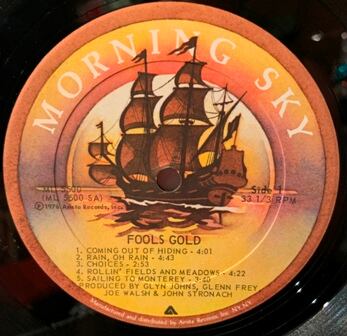 MORNING SKY
ML 5500
(ML 5500 SA)
℗1976 Arista Records, Inc.
Side 1
33 1/3 RPM
FOOLS GOLD
1. COMING OUT OF HIDING - 4:01
2. RAIN, OH RAIN - 4:43
3. CHOICES - 2:53
4. ROLLIN' FIELDS AND MEADOWS - 4:22
5. SAILING TO MONTEREY -
PRODUCED BY GLYN JOHNS, GLENN FREY
JOE WALSH & JOHN STRONACH
Manufactured and distributed by Arista Records, Inc. NY, NY.